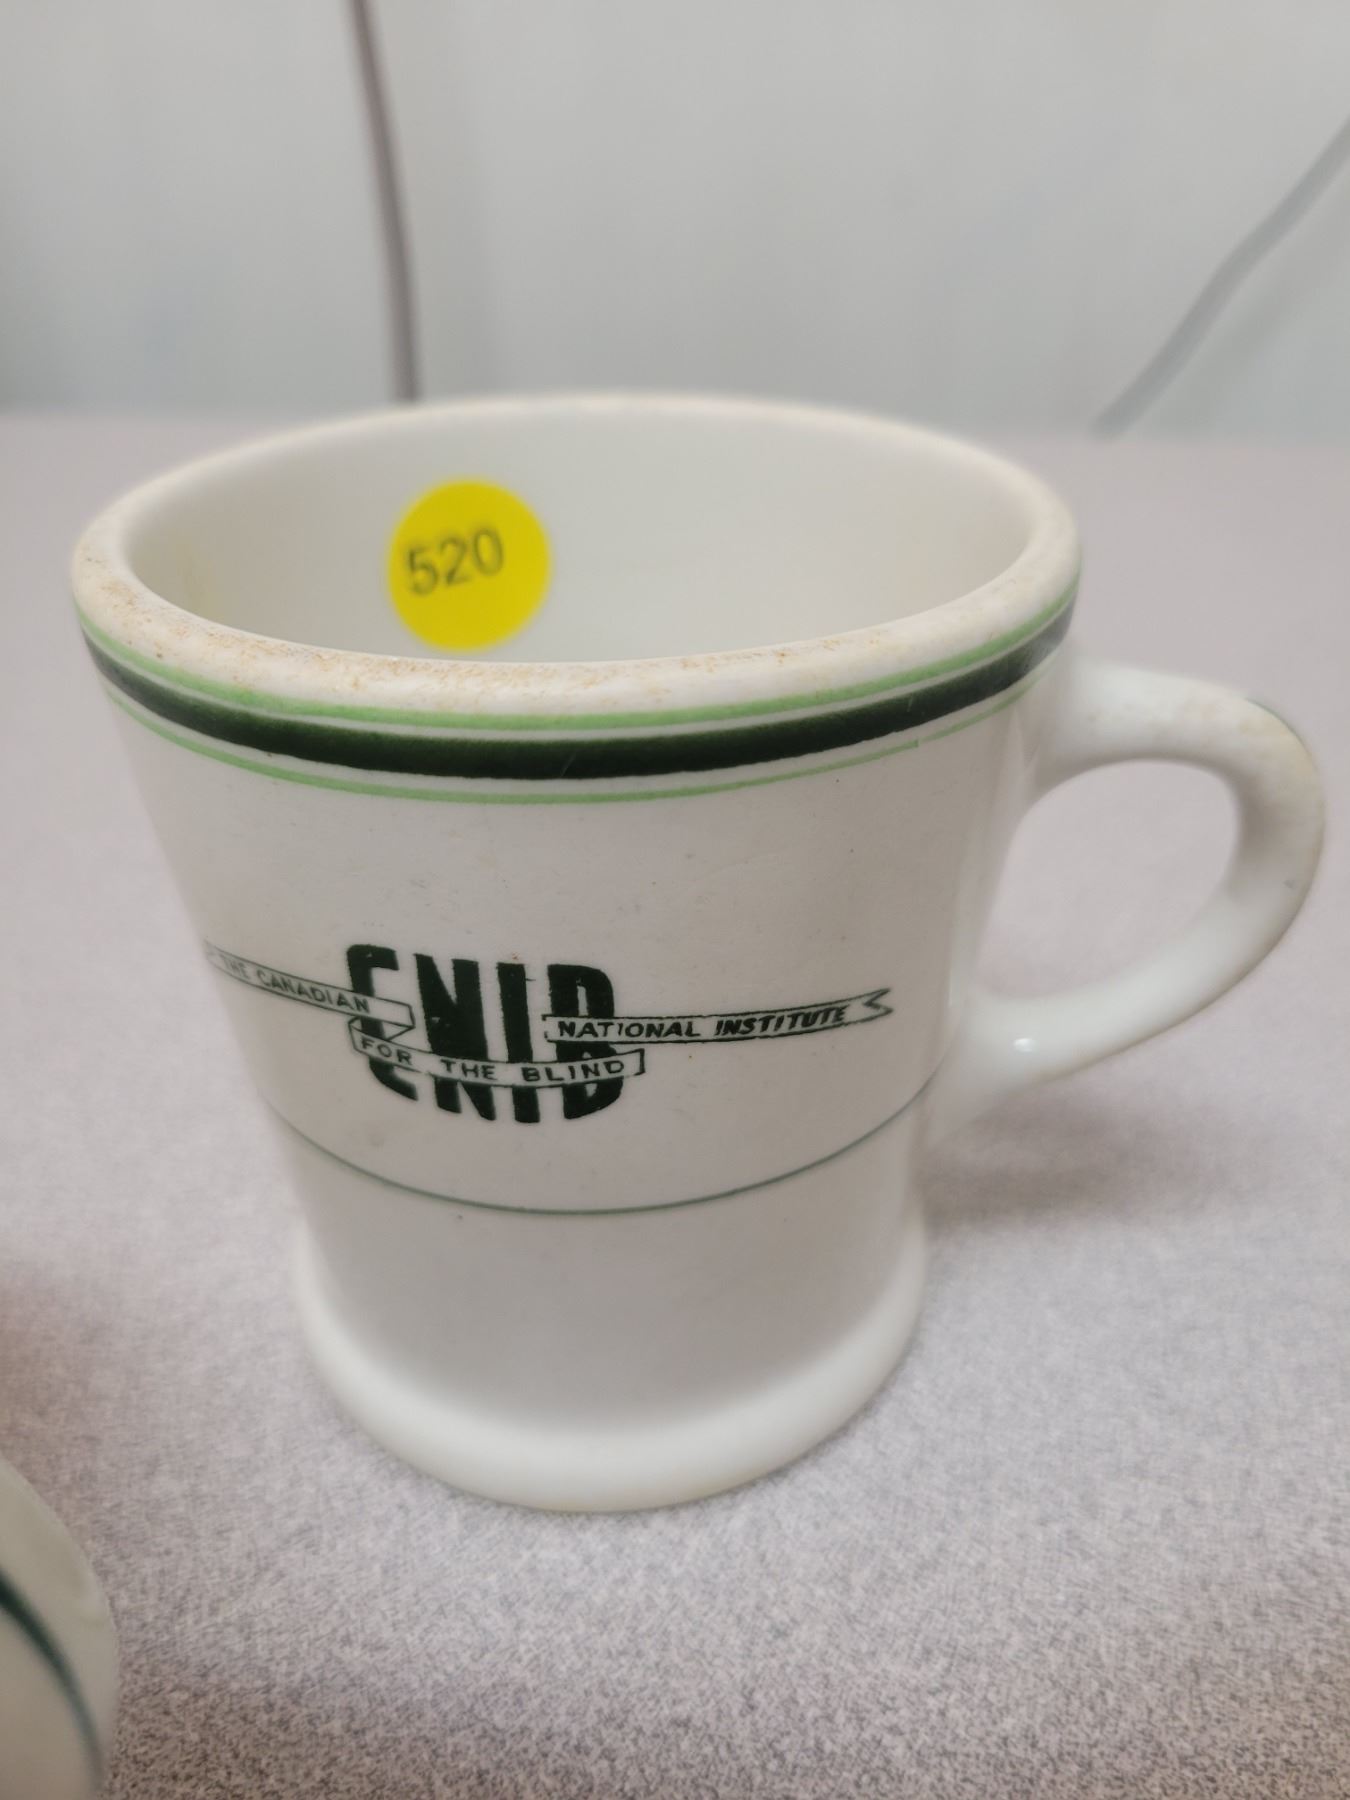 520
CNIB
THE CANADIAN
NATIONAL INSTITUTE
FOR THE BLIND